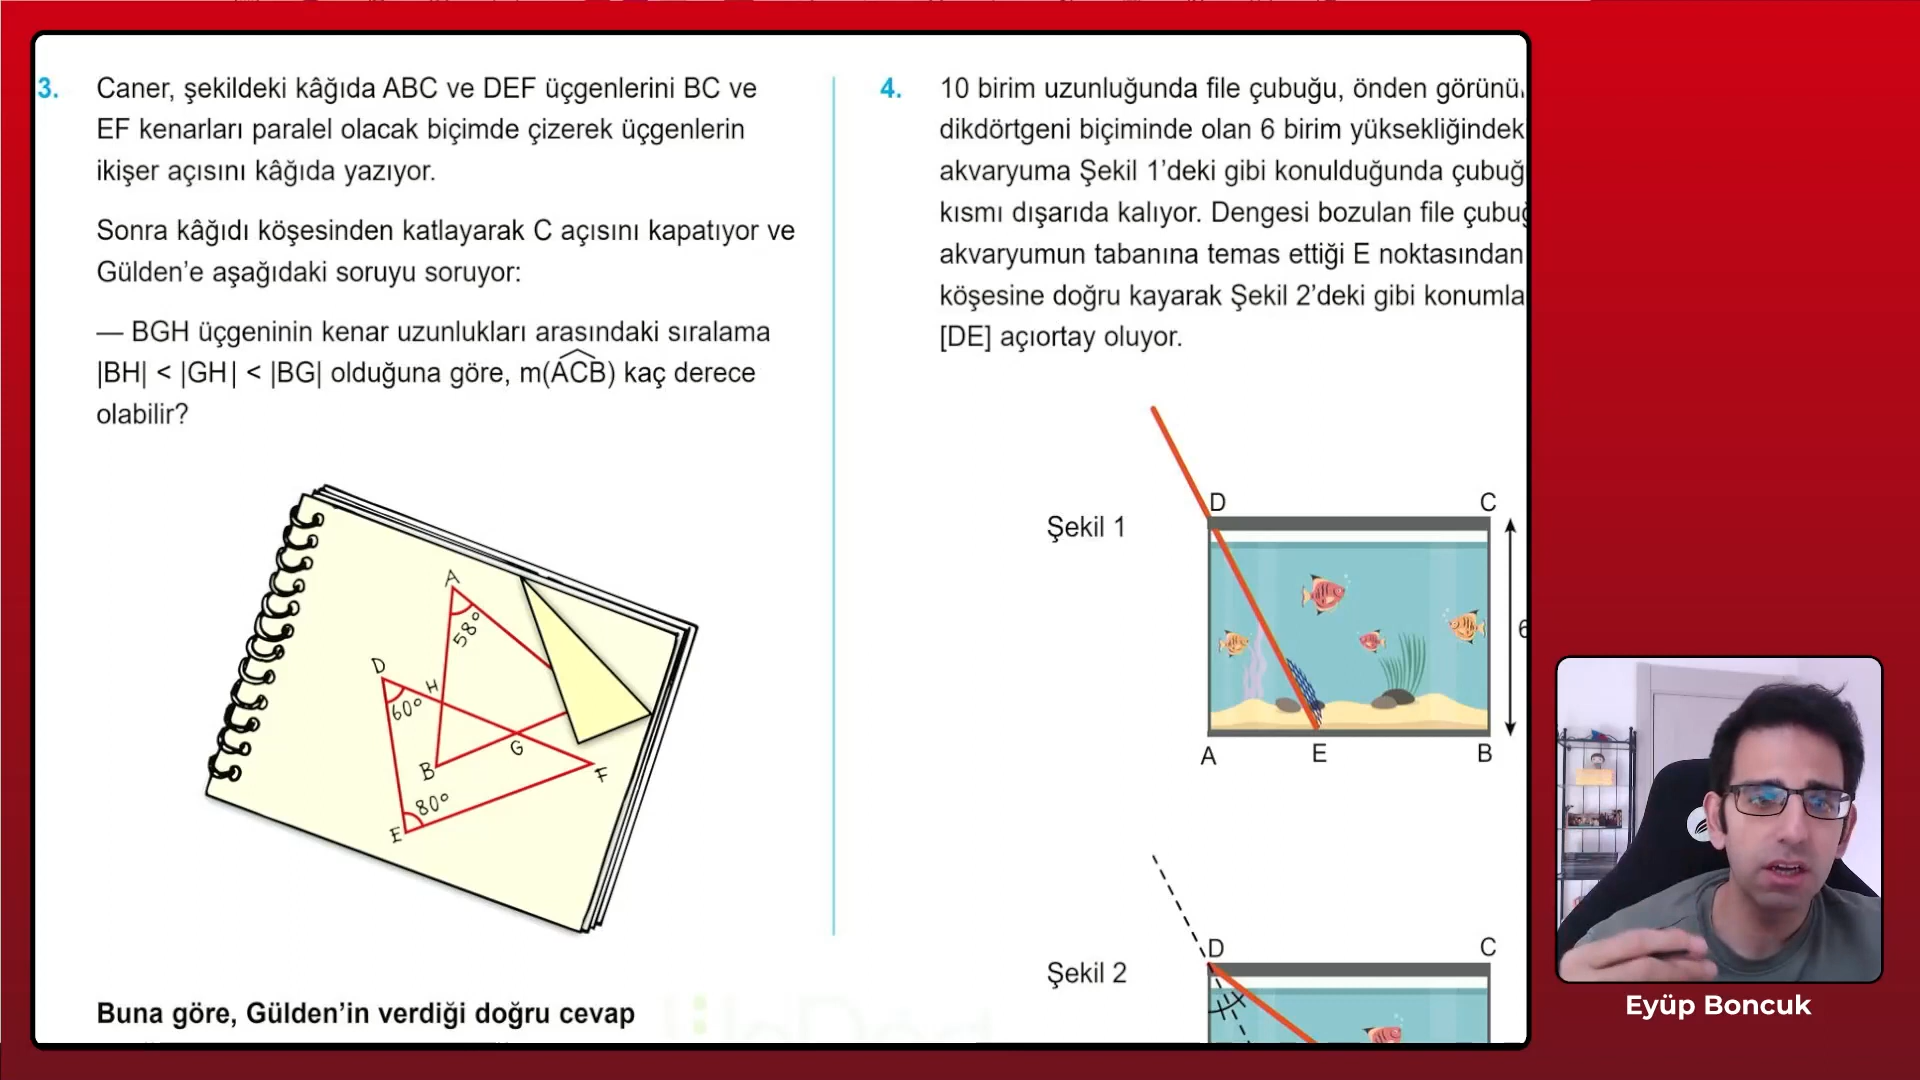 3. Caner, şekildeki kâğıda ABC ve DEF üçgenlerini BC ve
EF kenarları paralel olacak biçimde çizerek üçgenlerin
ikişer açısını kâğıda yazıyor.
Sonra kâğıdı köşesinden katlayarak C açısını kapatıyor ve
Gülden'e aşağıdaki soruyu soruyor:
— BGH üçgeninin kenar uzunlukları arasındaki sıralama
|BH| < |GH| < |BG| olduğuna göre, m(ACB) kaç derece
olabilir?
A
58°
D
H
60°
G
B
F
80°
E
Buna göre, Gülden'in verdiği doğru cevap
4. 10 birim uzunluğunda file çubuğu, önden görünü
dikdörtgeni biçiminde olan 6 birim yüksekliğindek
akvaryuma Şekil 1'deki gibi konulduğunda çubuğ
kısmı dışarıda kalıyor. Dengesi bozulan file çubuğ
akvaryumun tabanına temas ettiği E noktasından
köşesine doğru kayarak Şekil 2'deki gibi konumla
[DE] açıortay oluyor.
D C
Şekil 1
6
A E B
D C
Şekil 2
Eyüp Boncuk